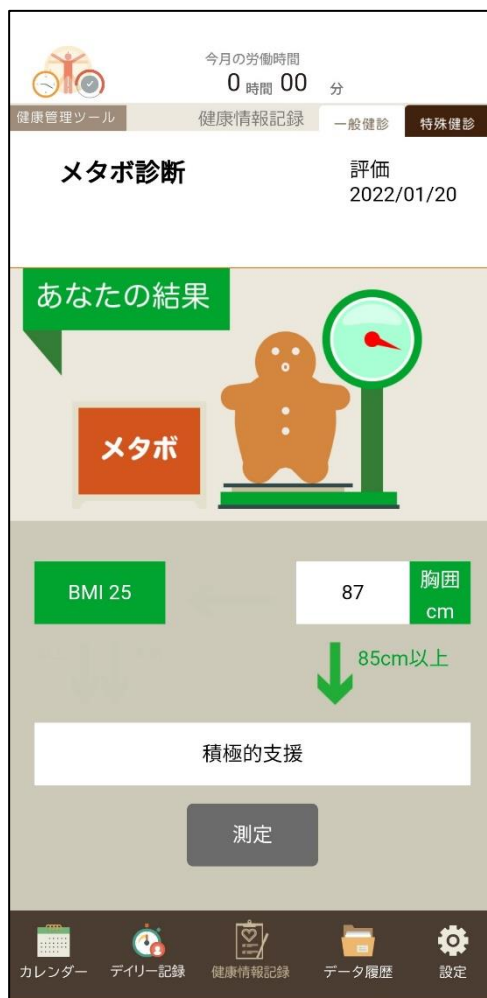 今月の労働時間
0 時間 00 分
健康管理ツール 健康情報記録 一般健診 特殊健診
メタボ診断
評価
2022/01/20
あなたの結果
メタボ
BMI 25
87
胸囲
cm
85cm以上
積極的支援
測定
カレンダー デイリー記録 健康情報記録 データ履歴 設定